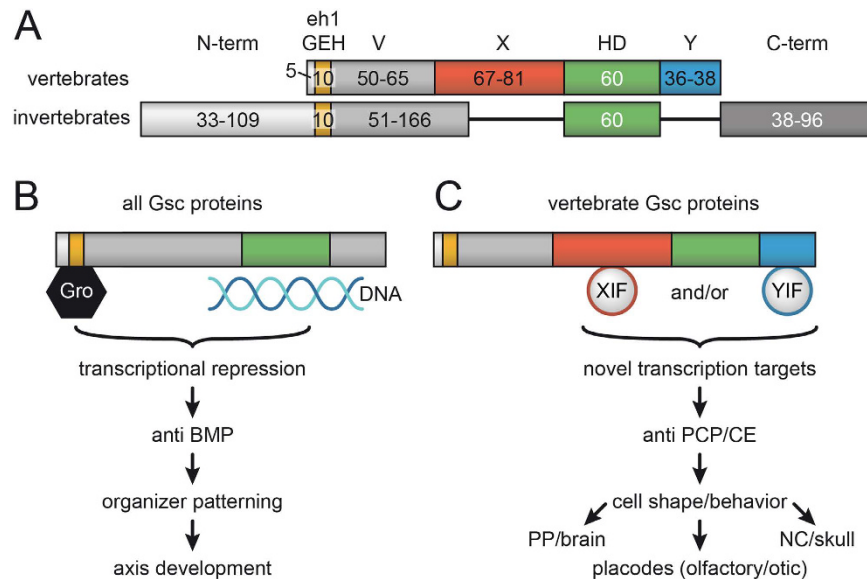 A
eh1
N-term GEH V X HD Y C-term
vertebrates 5 10 50-65 67-81 60 36-38
invertebrates 33-109 10 51-166 60 38-96
B all Gsc proteins
Gro DNA
transcriptional repression
anti BMP
organizer patterning
axis development
C vertebrate Gsc proteins
XIF and/or YIF
novel transcription targets
anti PCP/CE
cell shape/behavior
PP/brain NC/skull
placodes (olfactory/otic)